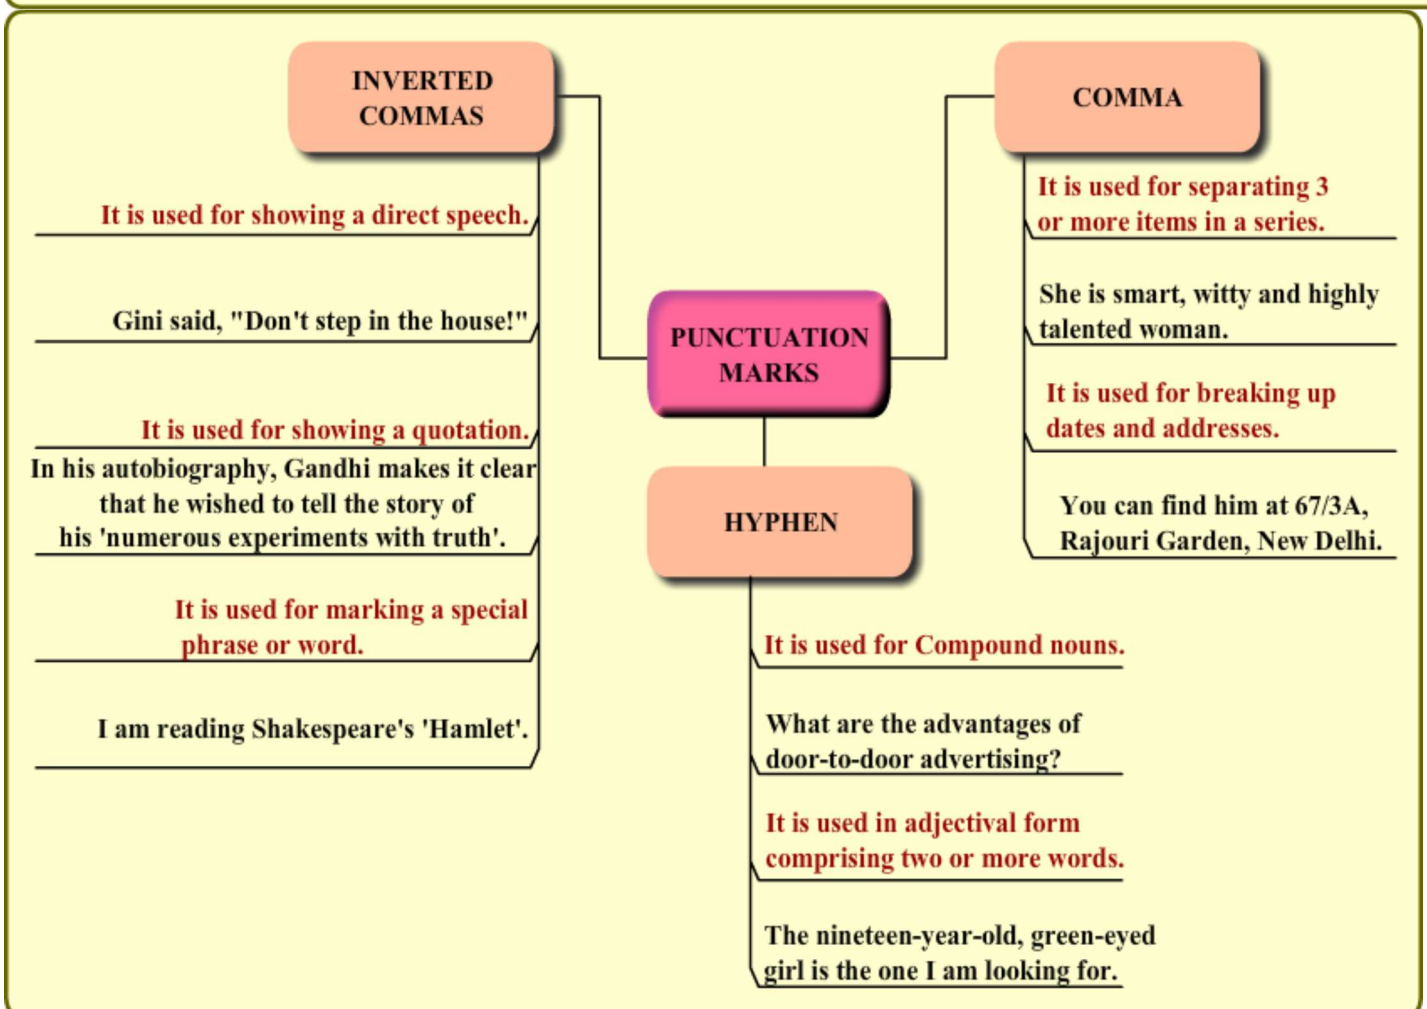 INVERTED
COMMAS
It is used for showing a direct speech.
Gini said, "Don't step in the house!"
It is used for showing a quotation.
In his autobiography, Gandhi makes it clear
that he wished to tell the story of
his 'numerous experiments with truth'.
It is used for marking a special
phrase or word.
I am reading Shakespeare's 'Hamlet'.
PUNCTUATION
MARKS
HYPHEN
It is used for Compound nouns.
What are the advantages of
door-to-door advertising?
It is used in adjectival form
comprising two or more words.
The nineteen-year-old, green-eyed
girl is the one I am looking for.
COMMA
It is used for separating 3
or more items in a series.
She is smart, witty and highly
talented woman.
It is used for breaking up
dates and addresses.
You can find him at 67/3A,
Rajouri Garden, New Delhi.